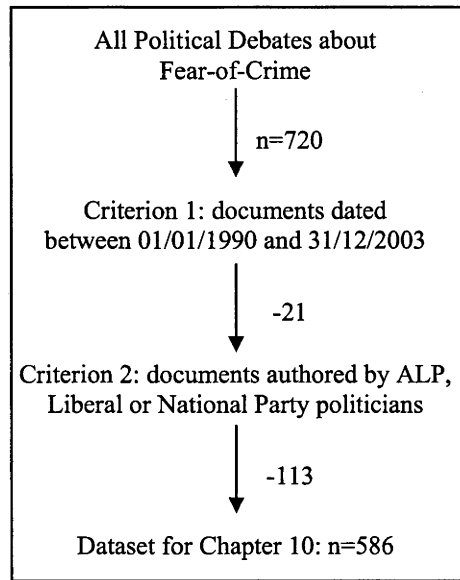 All Political Debates about
Fear-of-Crime
n=720
Criterion 1: documents dated
between 01/01/1990 and 31/12/2003
-21
Criterion 2: documents authored by ALP,
Liberal or National Party politicians
-113
Dataset for Chapter 10: n=586